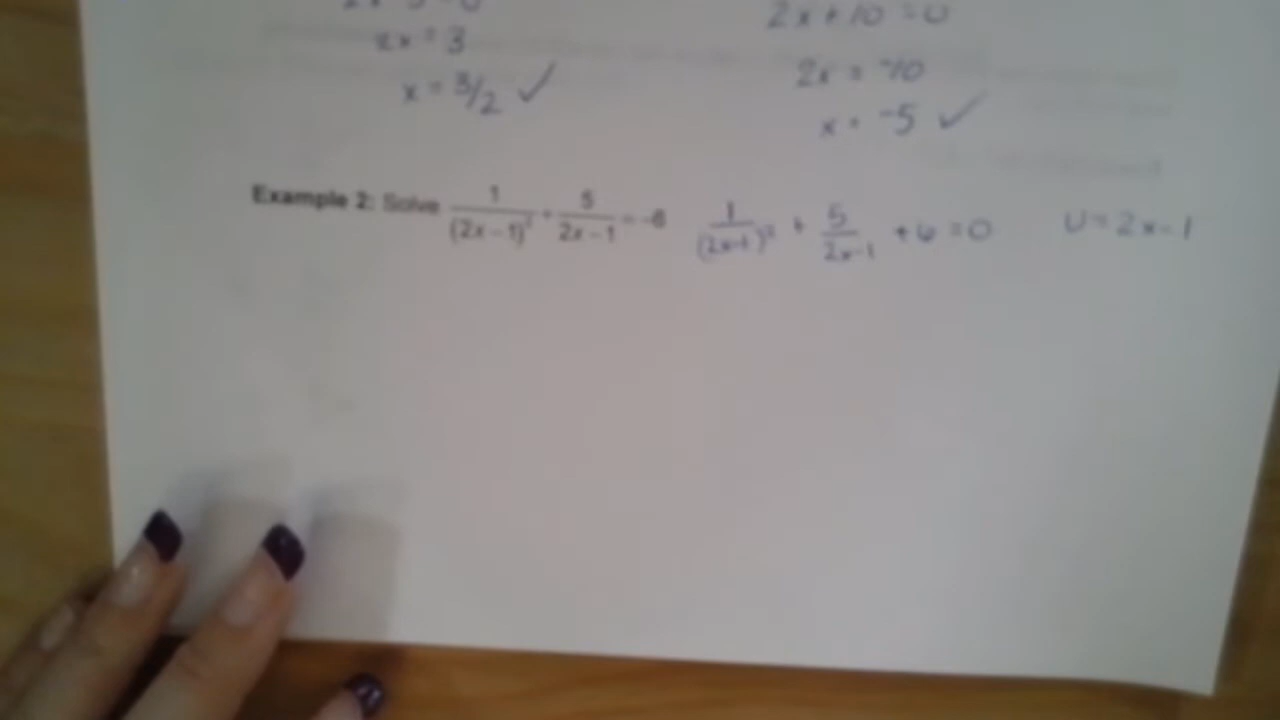 2x = 3
x = 3/2 ✓
2x + 10 = 0
2x = -10
x = -5 ✓
Example 2: Solve 1/(2x-1)² + 5/(2x-1) = -6
1/(2x-1)² + 5/(2x-1) + 6 = 0
U = 2x-1